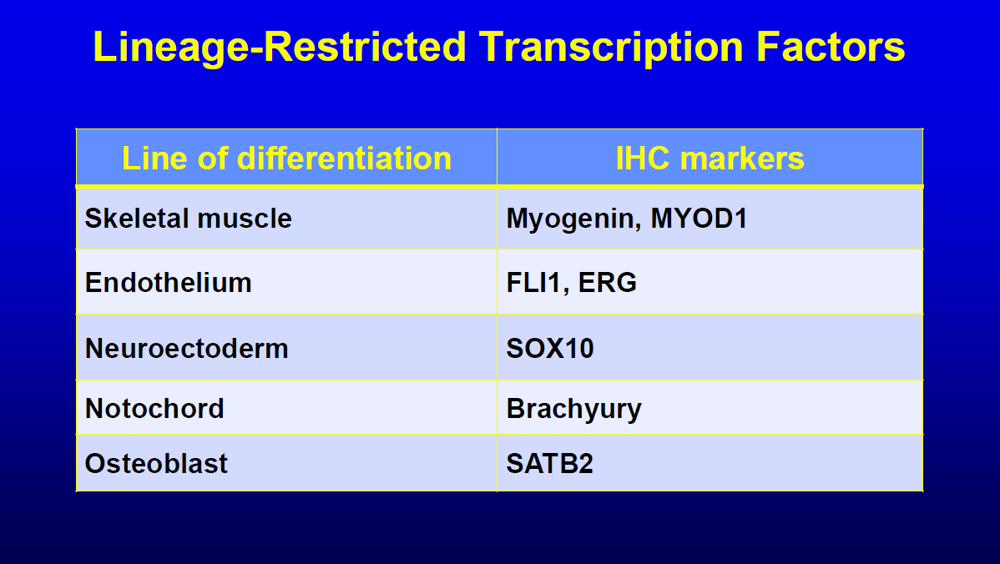 Lineage-Restricted Transcription Factors
Line of differentiation IHC markers
Skeletal muscle Myogenin, MYOD1
Endothelium FLI1, ERG
Neuroectoderm SOX10
Notochord Brachyury
Osteoblast SATB2